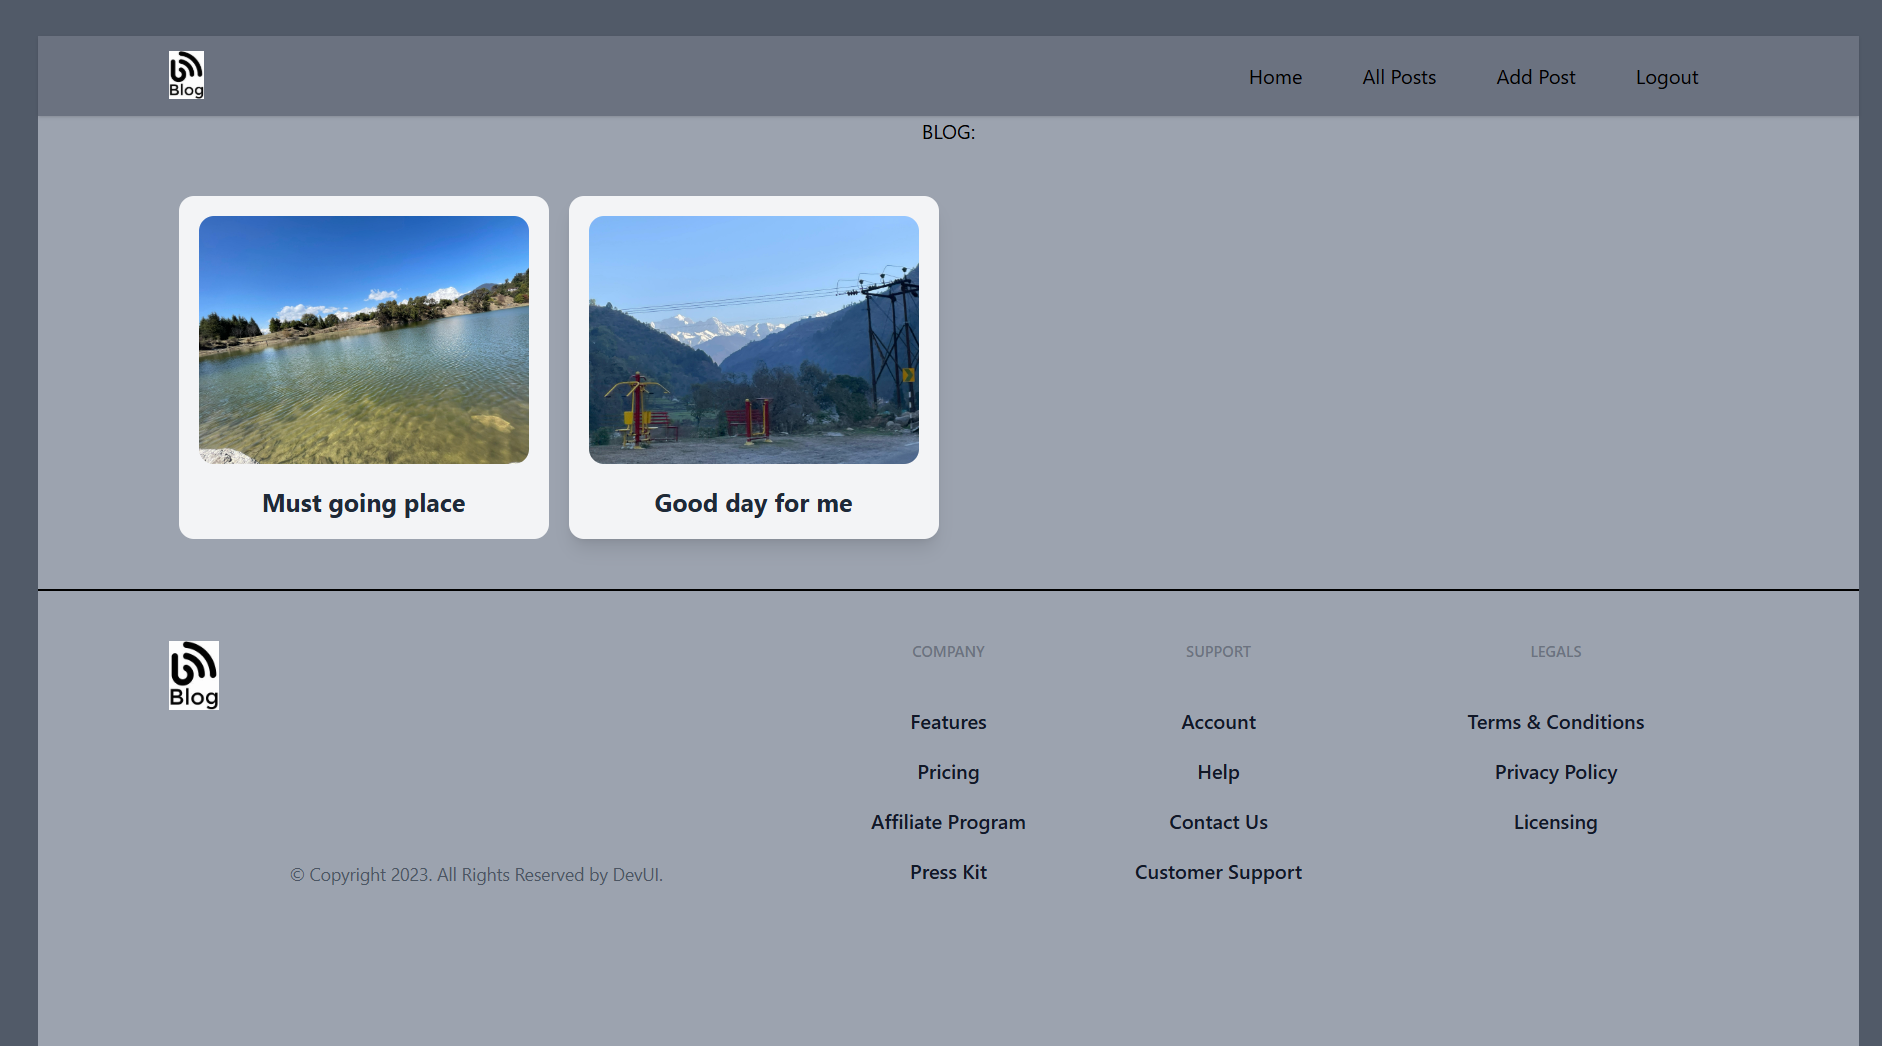 Blog
Home
All Posts
Add Post
Logout
BLOG:
Must going place
Good day for me
Blog
© Copyright 2023. All Rights Reserved by DevUI.
COMPANY
Features
Pricing
Affiliate Program
Press Kit
SUPPORT
Account
Help
Contact Us
Customer Support
LEGALS
Terms & Conditions
Privacy Policy
Licensing